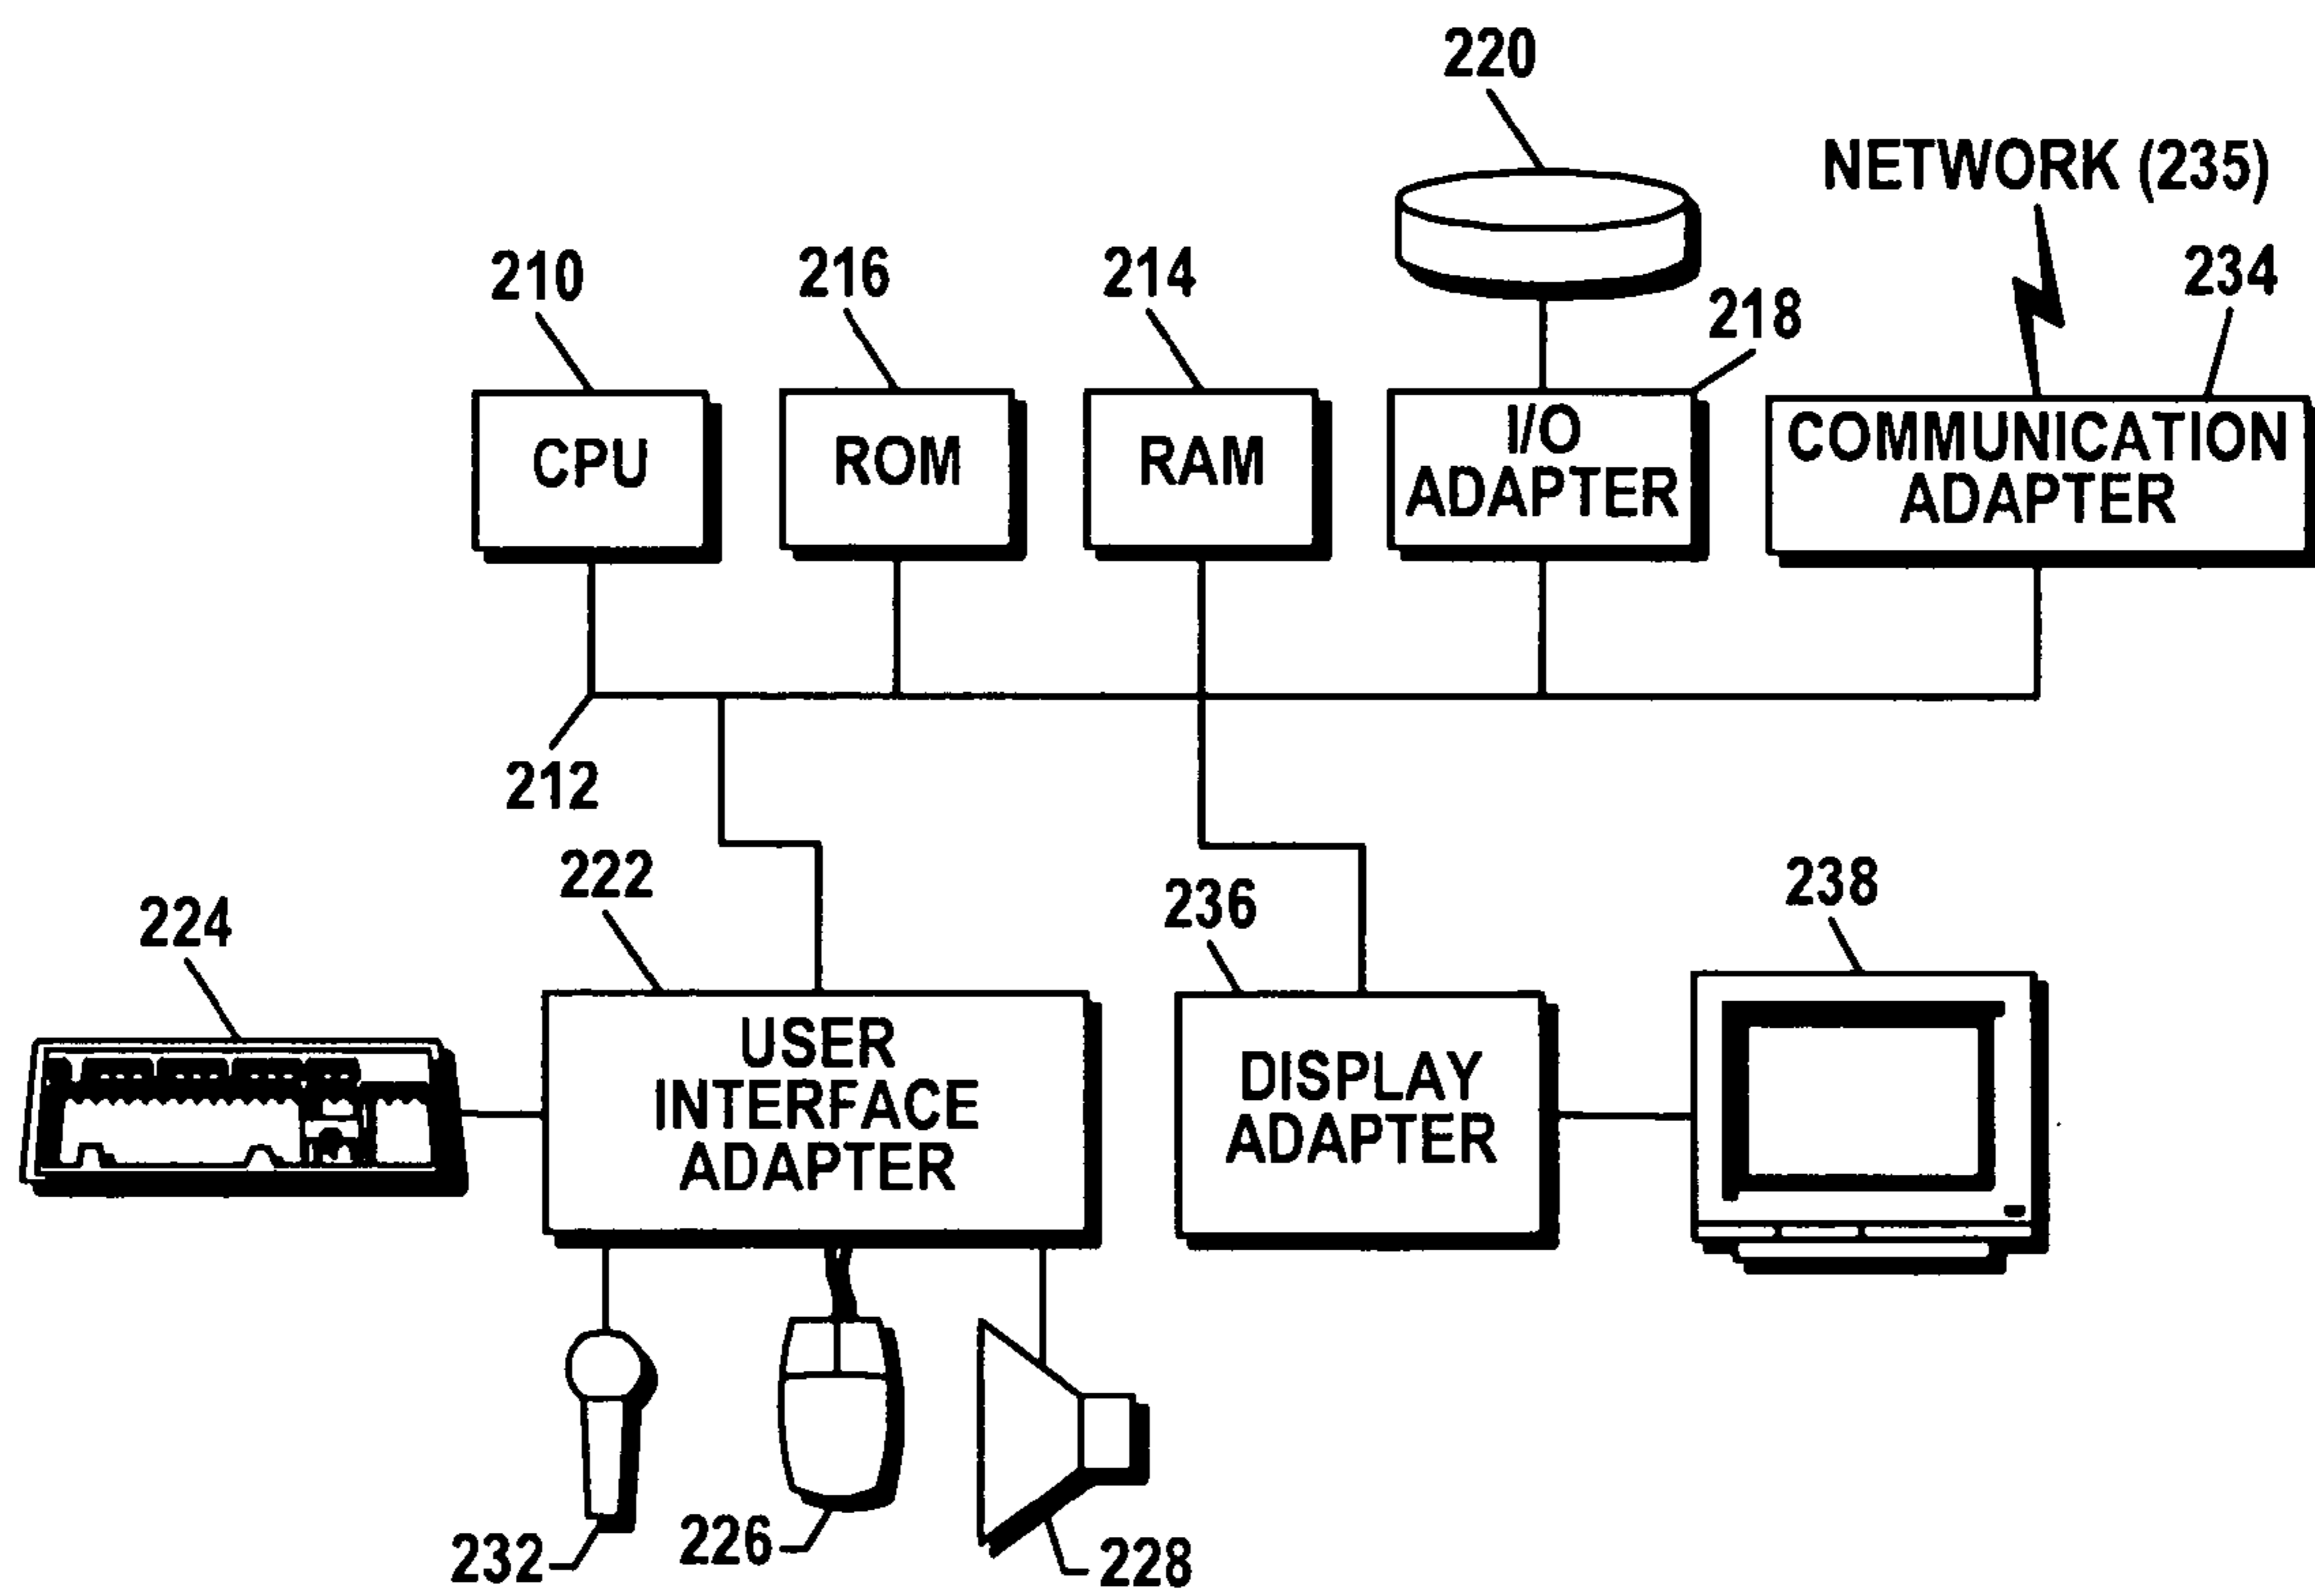 220
NETWORK (235)
210
216
214
218
234
CPU
ROM
RAM
I/O
ADAPTER
COMMUNICATION
ADAPTER
212
222
224
236
238
USER
INTERFACE
ADAPTER
DISPLAY
ADAPTER
232
226
228